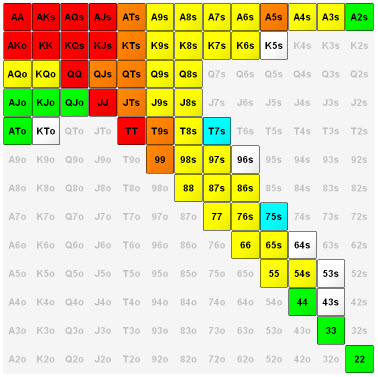 AA AKs AQs AJs ATs A9s A8s A7s A6s A5s A4s A3s A2s
AKo KK KQs KJs KTs K9s K8s K7s K6s K5s K4s K3s K2s
AQo KQo QQ QJs QTs Q9s Q8s Q7s Q6s Q5s Q4s Q3s Q2s
AJo KJo QJo JJ JTs J9s J8s J7s J6s J5s J4s J3s J2s
ATo KTo QTo JTo TT T9s T8s T7s T6s T5s T4s T3s T2s
A9o K9o Q9o J9o T9o 99 98s 97s 96s 95s 94s 93s 92s
A8o K8o Q8o J8o T8o 98o 88 87s 86s 85s 84s 83s 82s
A7o K7o Q7o J7o T7o 97o 87o 77 76s 75s 74s 73s 72s
A6o K6o Q6o J6o T6o 96o 86o 76o 66 65s 64s 63s 62s
A5o K5o Q5o J5o T5o 95o 85o 75o 65o 55 54s 53s 52s
A4o K4o Q4o J4o T4o 94o 84o 74o 64o 54o 44 43s 42s
A3o K3o Q3o J3o T3o 93o 83o 73o 63o 53o 43o 33 32s
A2o K2o Q2o J2o T2o 92o 82o 72o 62o 52o 42o 32o 22